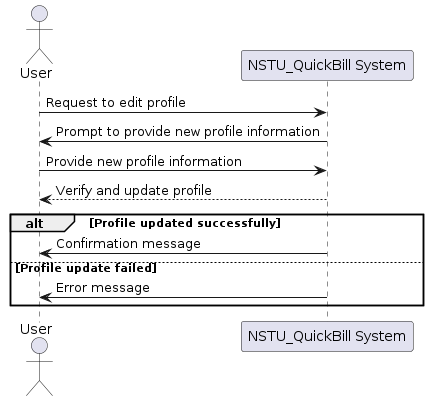 User
NSTU_QuickBill System
Request to edit profile
Prompt to provide new profile information
Provide new profile information
Verify and update profile
alt [Profile updated successfully]
Confirmation message
[Profile update failed]
Error message
User
NSTU_QuickBill System